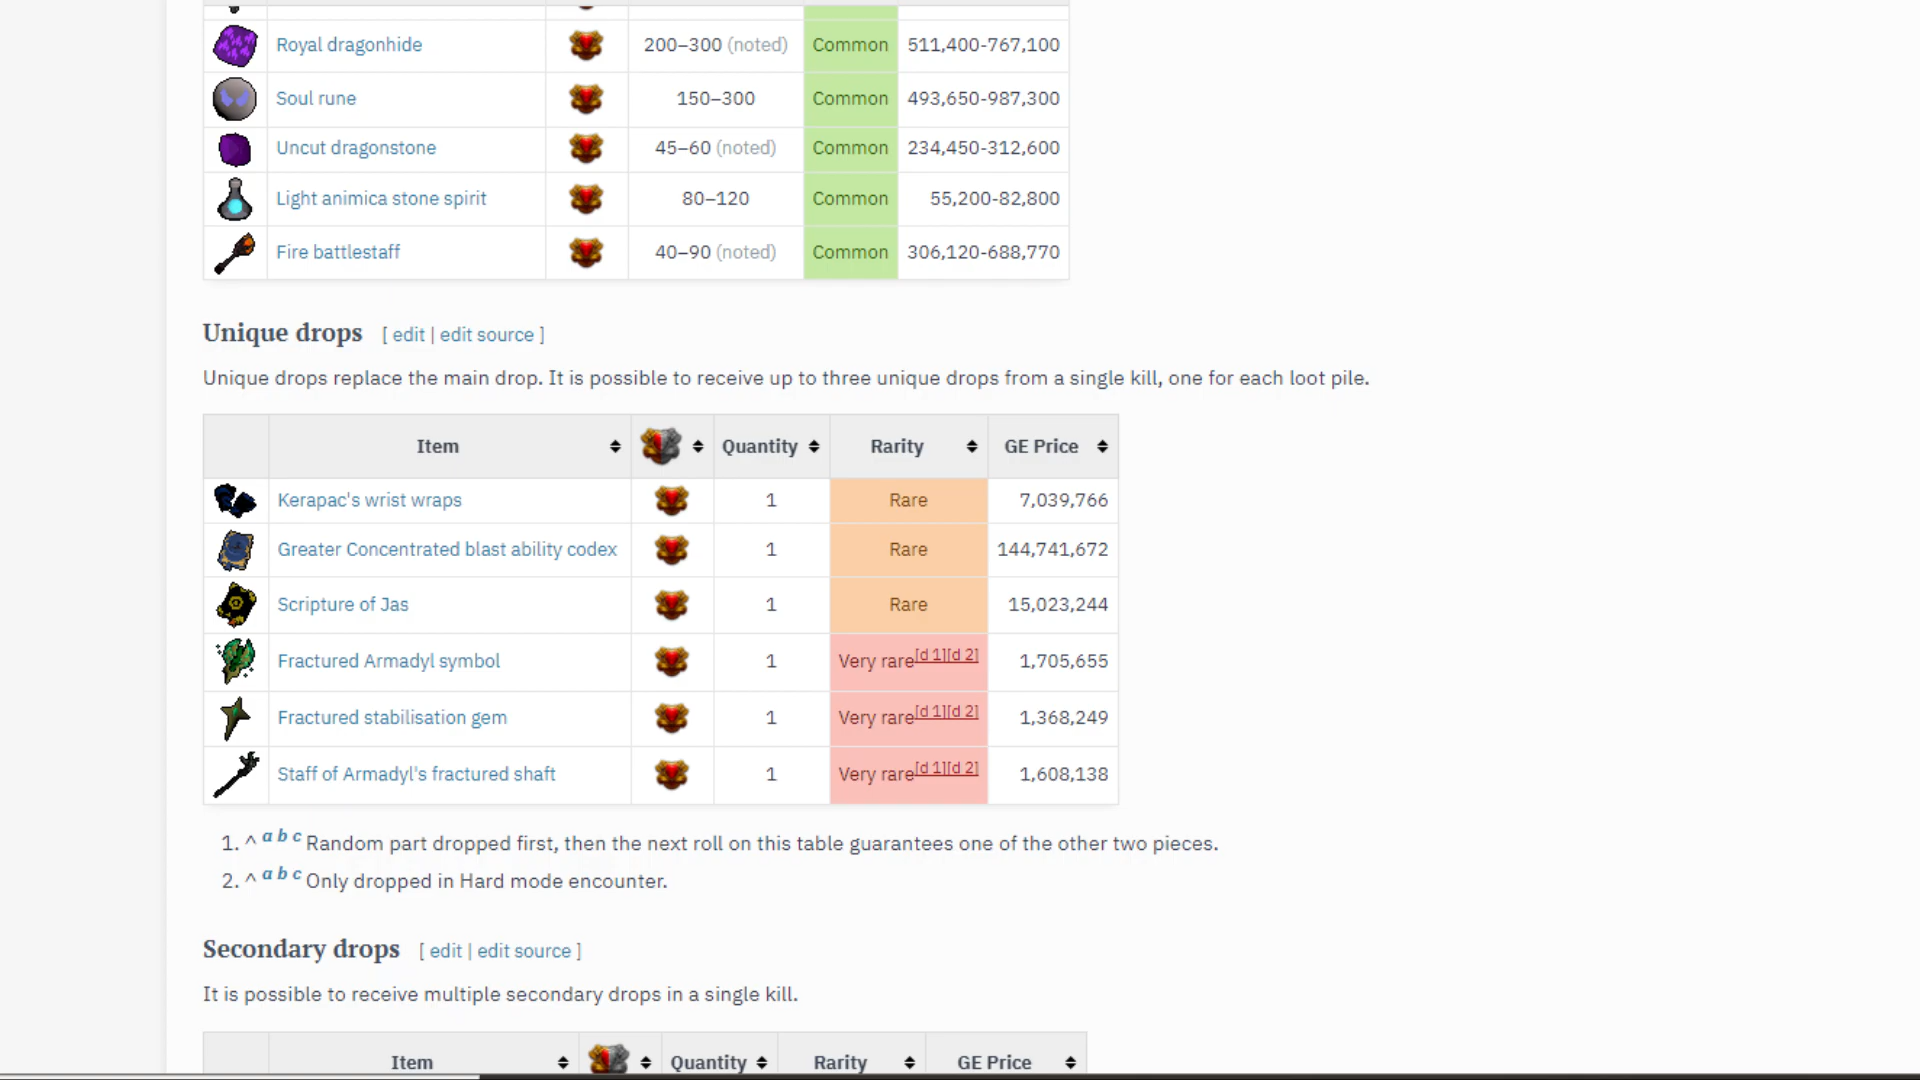 Royal dragonhide 200–300 (noted) Common 511,400-767,100
Soul rune 150–300 Common 493,650-987,300
Uncut dragonstone 45–60 (noted) Common 234,450-312,600
Light animica stone spirit 80–120 Common 55,200-82,800
Fire battlestaff 40–90 (noted) Common 306,120-688,770
Unique drops [ edit | edit source ]
Unique drops replace the main drop. It is possible to receive up to three unique drops from a single kill, one for each loot pile.
Item Quantity Rarity GE Price
Kerapac's wrist wraps 1 Rare 7,039,766
Greater Concentrated blast ability codex 1 Rare 144,741,672
Scripture of Jas 1 Rare 15,023,244
Fractured Armadyl symbol 1 Very rare[d 1][d 2] 1,705,655
Fractured stabilisation gem 1 Very rare[d 1][d 2] 1,368,249
Staff of Armadyl's fractured shaft 1 Very rare[d 1][d 2] 1,608,138
1. ^ a b c Random part dropped first, then the next roll on this table guarantees one of the other two pieces.
2. ^ a b c Only dropped in Hard mode encounter.
Secondary drops [ edit | edit source ]
It is possible to receive multiple secondary drops in a single kill.
Item Quantity Rarity GE Price